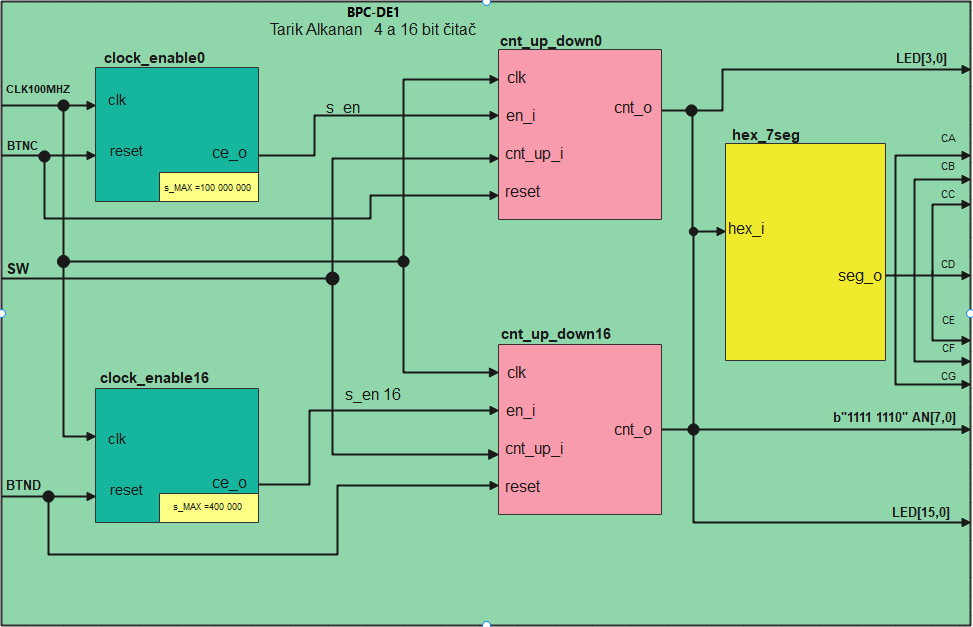 BPC-DE1
Tarik Alkanan 4 a 16 bit čitač
clock_enable0
CLK100MHZ
clk
BTNC
reset
ce_o
s_MAX =100 000 000
s_en
cnt_up_down0
clk
en_i
cnt_up_i
reset
cnt_o
LED[3,0]
hex_7seg
hex_i
seg_o
CA
CB
CC
CD
CE
CF
CG
SW
clock_enable16
clk
BTND
reset
ce_o
s_MAX =400 000
s_en 16
cnt_up_down16
clk
en_i
cnt_up_i
reset
cnt_o
b"1111 1110" AN[7,0]
LED[15,0]